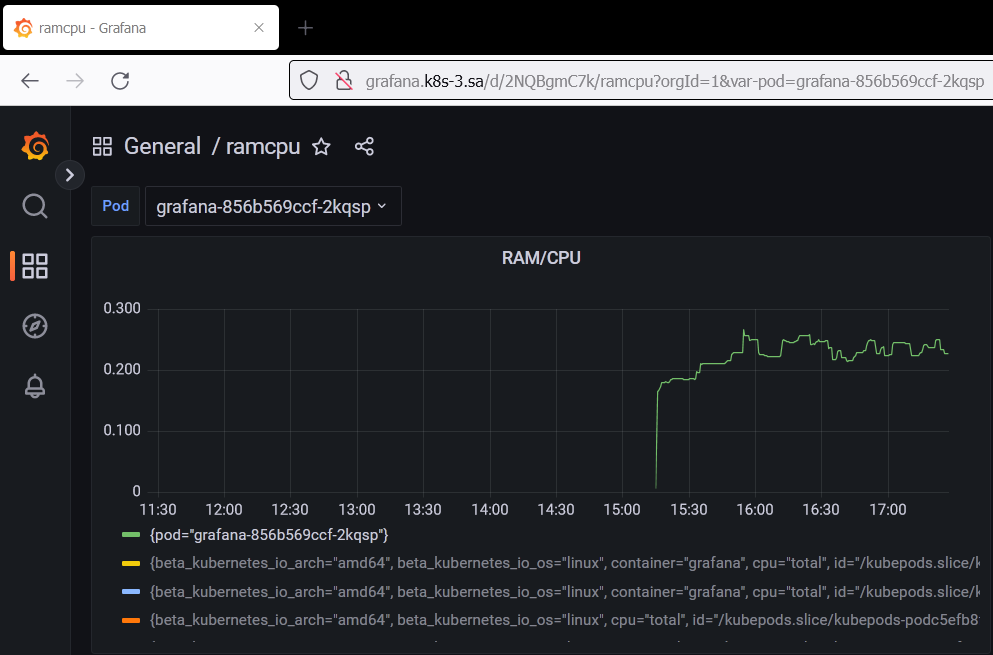 ramcpu - Grafana
grafana.k8s-3.sa/d/2NQBgmC7k/ramcpu?orgId=1&var-pod=grafana-856b569ccf-2kqsp
General / ramcpu
Pod grafana-856b569ccf-2kqsp
RAM/CPU
0.300
0.200
0.100
0
11:30 12:00 12:30 13:00 13:30 14:00 14:30 15:00 15:30 16:00 16:30 17:00
{pod="grafana-856b569ccf-2kqsp"}
{beta_kubernetes_io_arch="amd64", beta_kubernetes_io_os="linux", container="grafana", cpu="total", id="/kubepods.slice/k
{beta_kubernetes_io_arch="amd64", beta_kubernetes_io_os="linux", container="grafana", cpu="total", id="/kubepods.slice/k
{beta_kubernetes_io_arch="amd64", beta_kubernetes_io_os="linux", cpu="total", id="/kubepods.slice/kubepods-podc5efb8